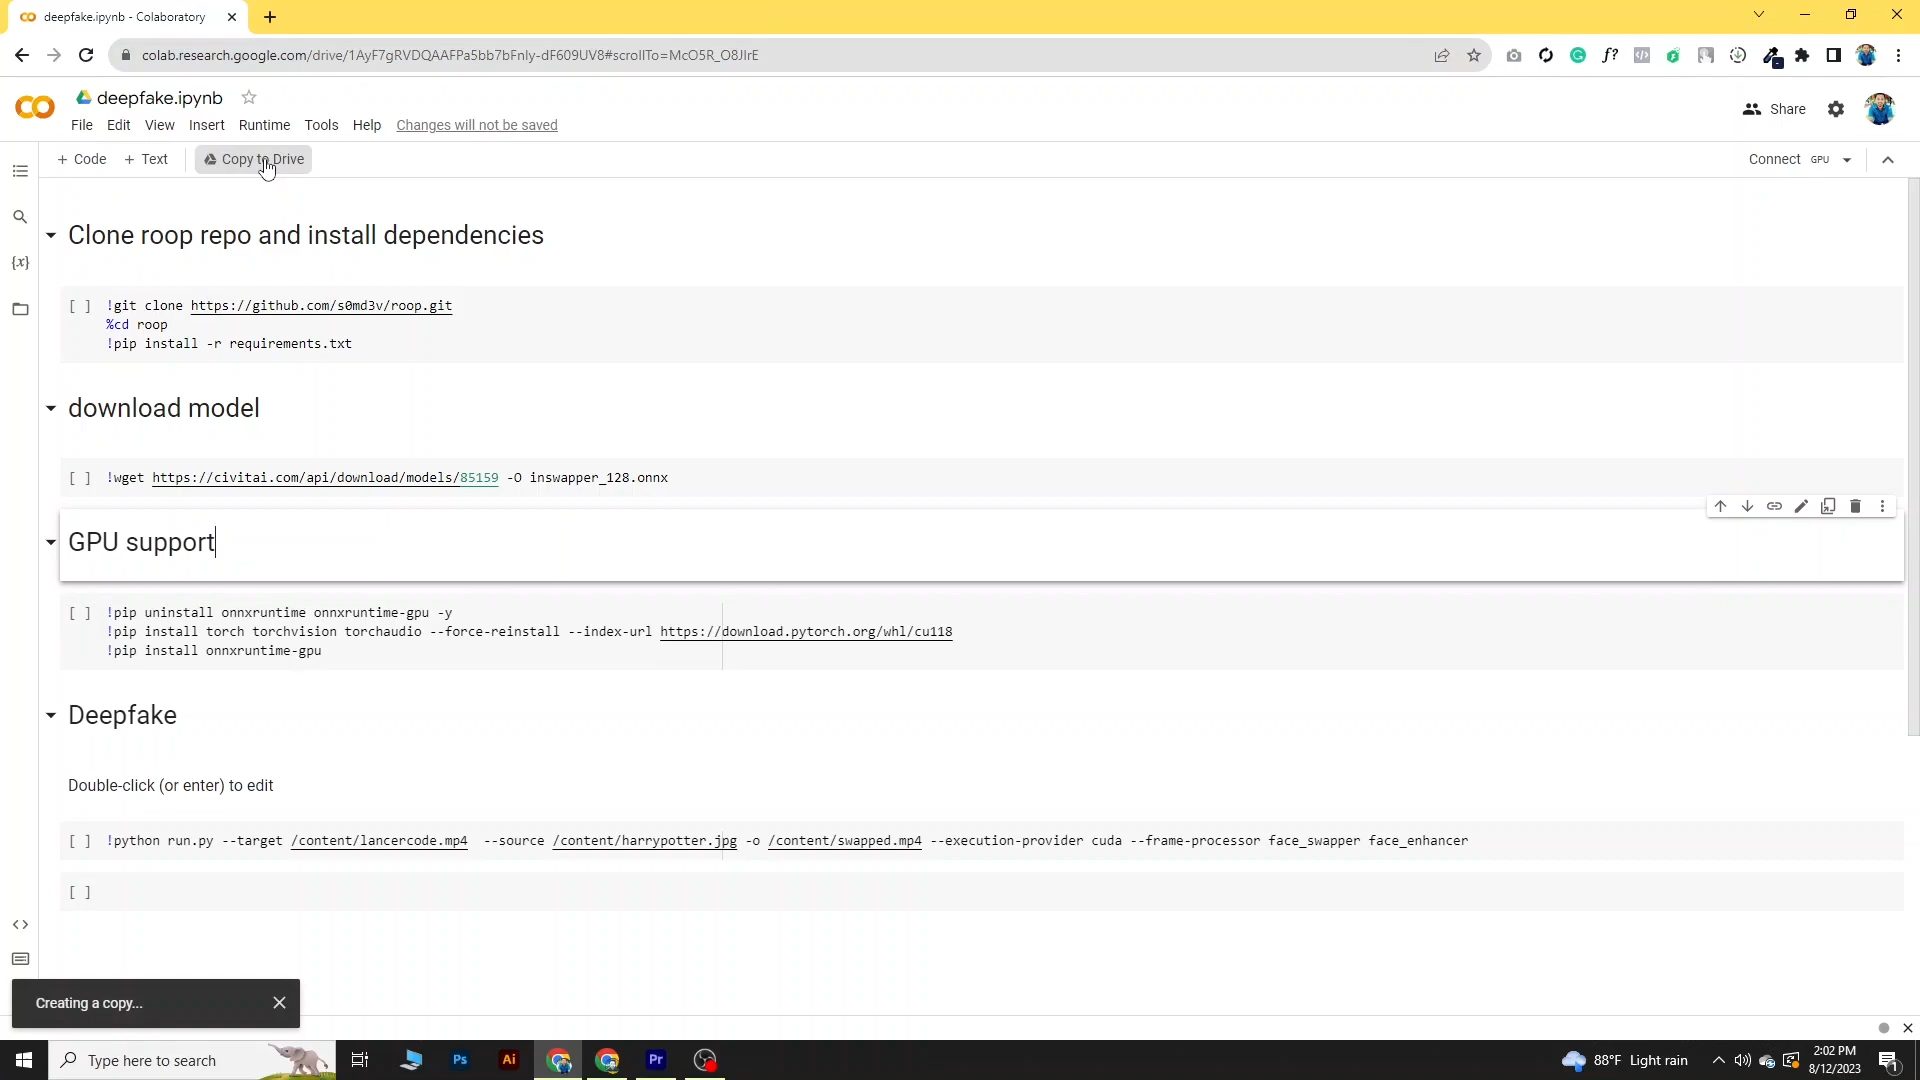 deepfake.ipynb - Colaboratory
colab.research.google.com/drive/1AyF7gRVDQAAFPa5bb7bFnly-dF609UV8#scrollTo=McO5R_O8JIrE
deepfake.ipynb
File Edit View Insert Runtime Tools Help Changes will not be saved
Share
+ Code + Text Copy to Drive
Connect GPU
Clone roop repo and install dependencies
[ ] !git clone https://github.com/s0md3v/roop.git
%cd roop
!pip install -r requirements.txt
download model
[ ] !wget https://civitai.com/api/download/models/85159 -O inswapper_128.onnx
GPU support
[ ] !pip uninstall onnxruntime onnxruntime-gpu -y
!pip install torch torchvision torchaudio --force-reinstall --index-url https://download.pytorch.org/whl/cu118
!pip install onnxruntime-gpu
Deepfake
Double-click (or enter) to edit
[ ] !python run.py --target /content/lancercode.mp4  --source /content/harrypotter.jpg -o /content/swapped.mp4 --execution-provider cuda --frame-processor face_swapper face_enhancer
[ ]
{x}
Creating a copy...
Type here to search
Ps
Ai
Pr
88°F Light rain
2:02 PM
8/12/2023
1